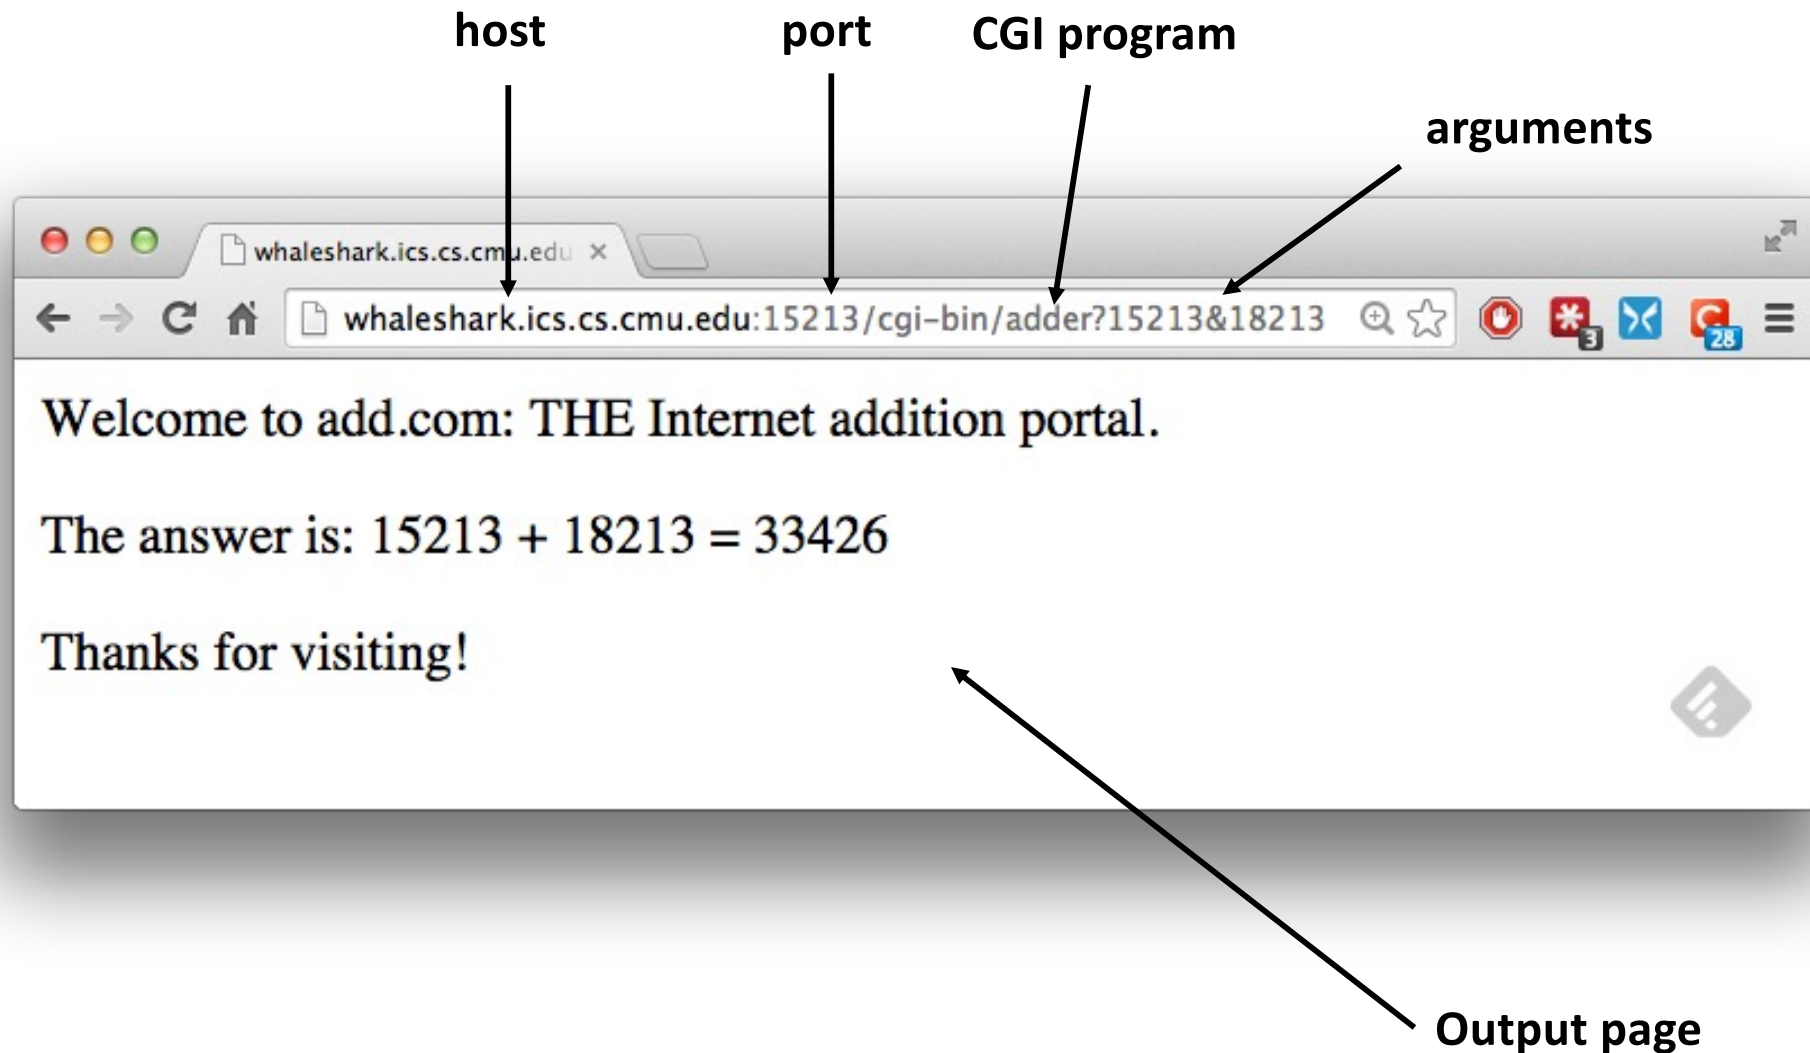 host
port
CGI program
arguments
whaleshark.ics.cs.cmu.edu
whaleshark.ics.cs.cmu.edu:15213/cgi-bin/adder?15213&18213
3
28
Welcome to add.com: THE Internet addition portal.
The answer is: 15213 + 18213 = 33426
Thanks for visiting!
Output page